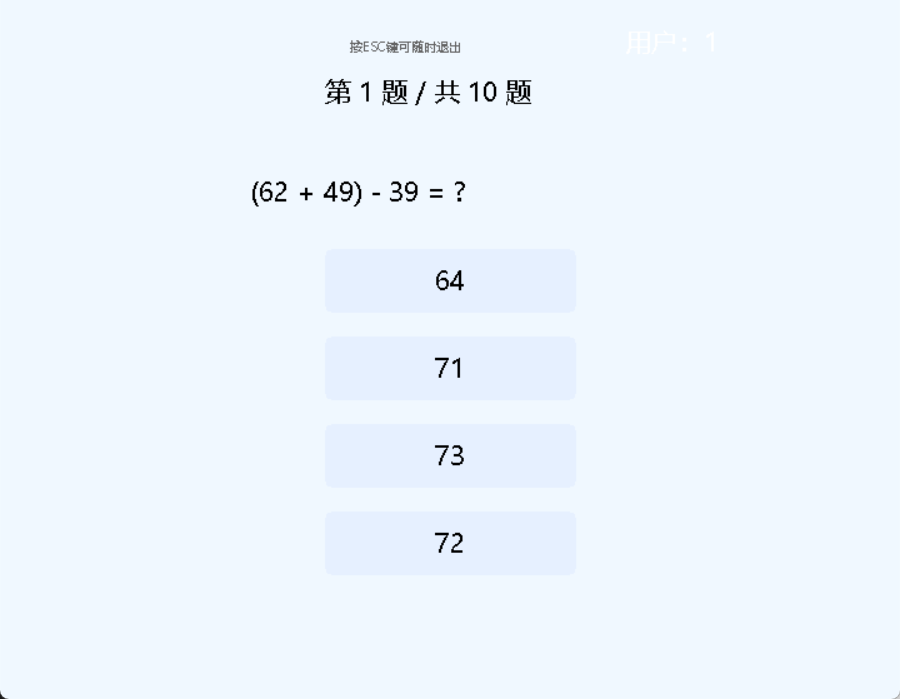 按ESC键可随时退出
用户：1
第 1 题 / 共 10 题
(62 + 49) - 39 = ?
64
71
73
72